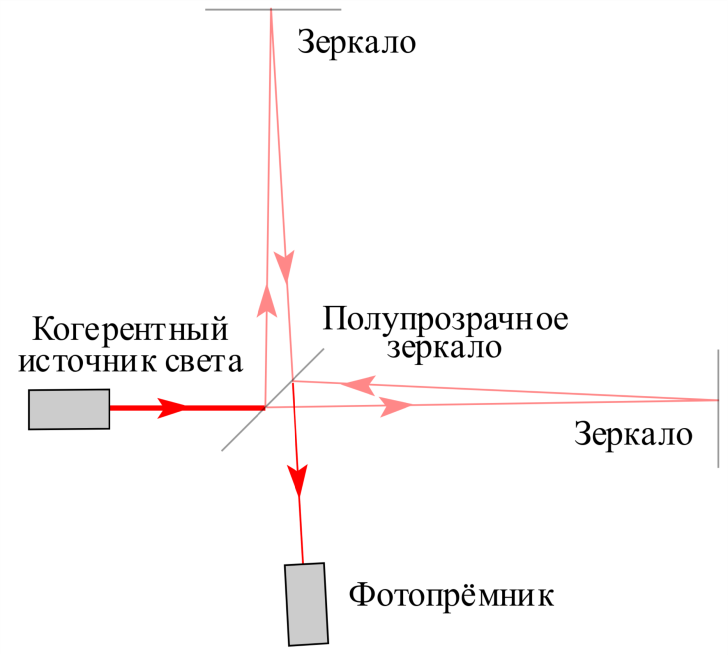 Зеркало
Когерентный
источник света
Полупрозрачное
зеркало
Зеркало
Фотопрёмник